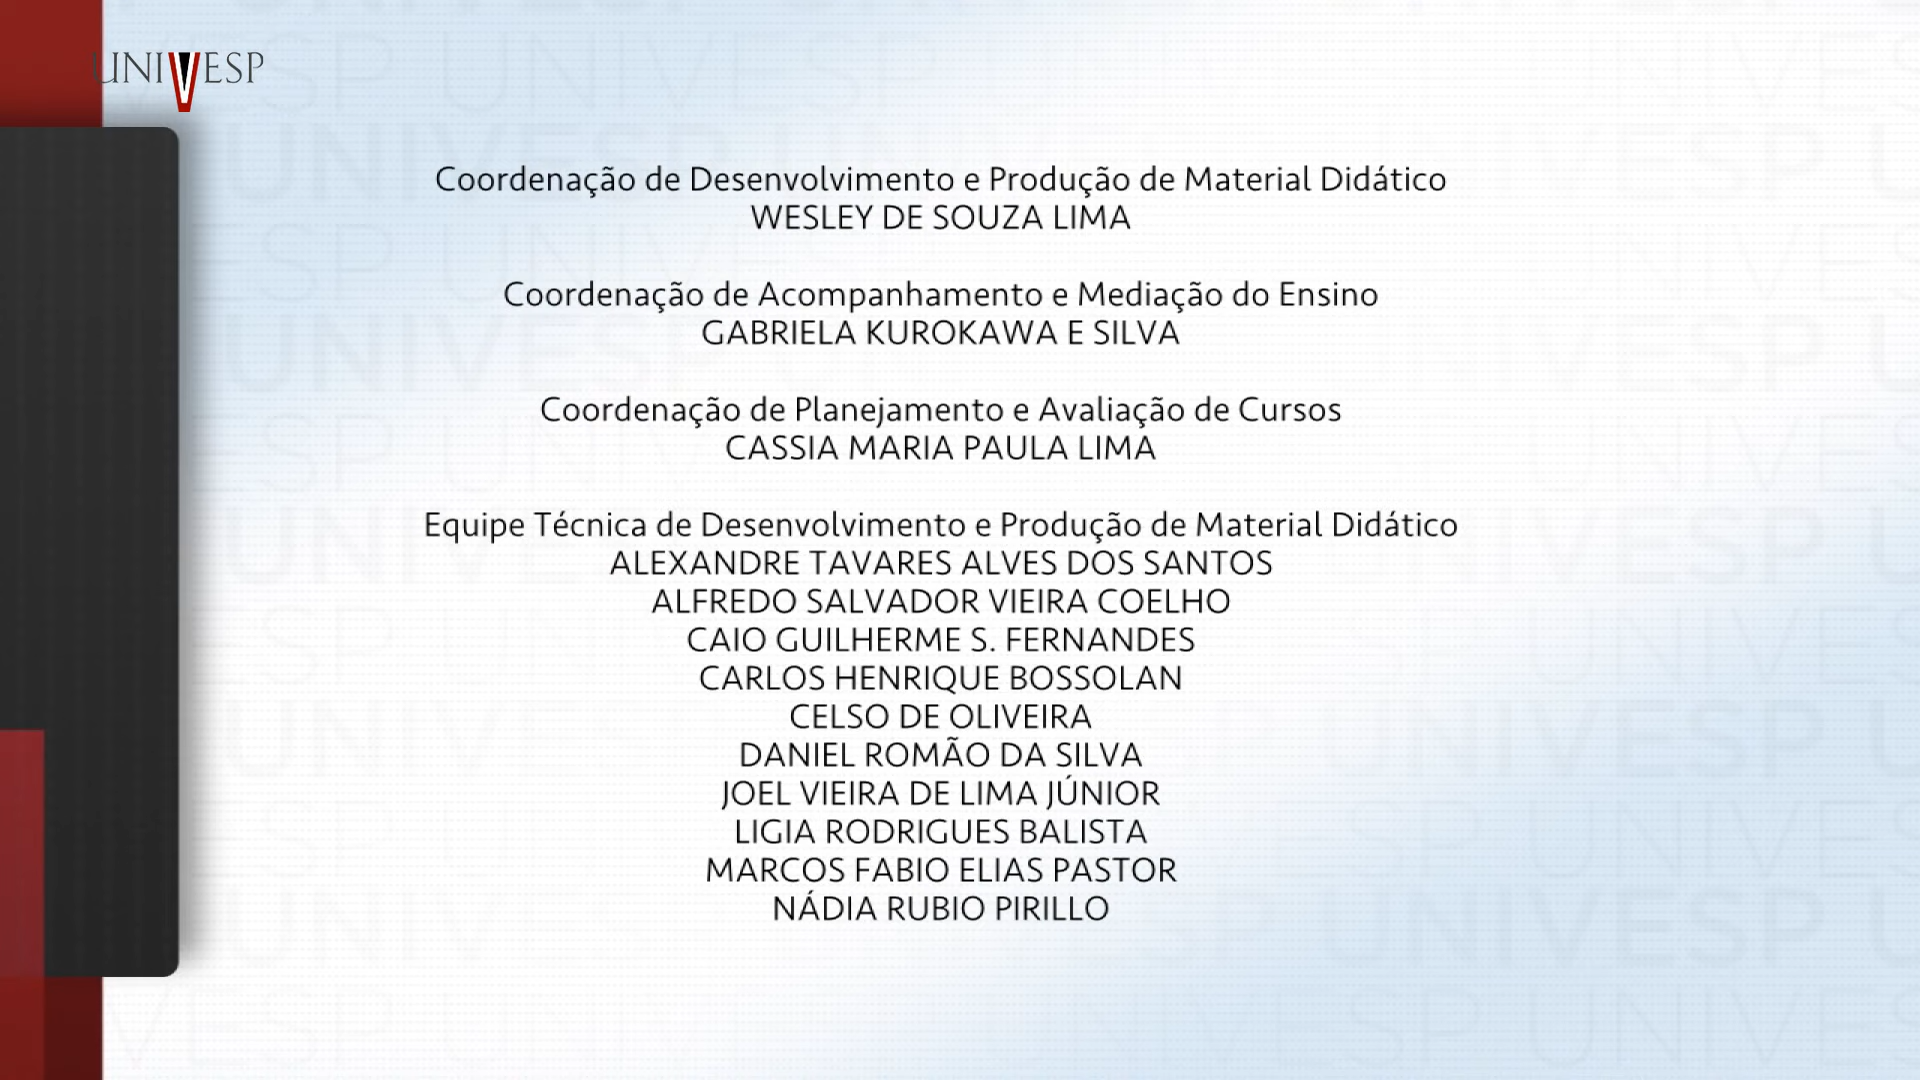 UNIVESP
Coordenação de Desenvolvimento e Produção de Material Didático
WESLEY DE SOUZA LIMA
Coordenação de Acompanhamento e Mediação do Ensino
GABRIELA KUROKAWA E SILVA
Coordenação de Planejamento e Avaliação de Cursos
CASSIA MARIA PAULA LIMA
Equipe Técnica de Desenvolvimento e Produção de Material Didático
ALEXANDRE TAVARES ALVES DOS SANTOS
ALFREDO SALVADOR VIEIRA COELHO
CAIO GUILHERME S. FERNANDES
CARLOS HENRIQUE BOSSOLAN
CELSO DE OLIVEIRA
DANIEL ROMÃO DA SILVA
JOEL VIEIRA DE LIMA JÚNIOR
LIGIA RODRIGUES BALISTA
MARCOS FABIO ELIAS PASTOR
NÁDIA RUBIO PIRILLO